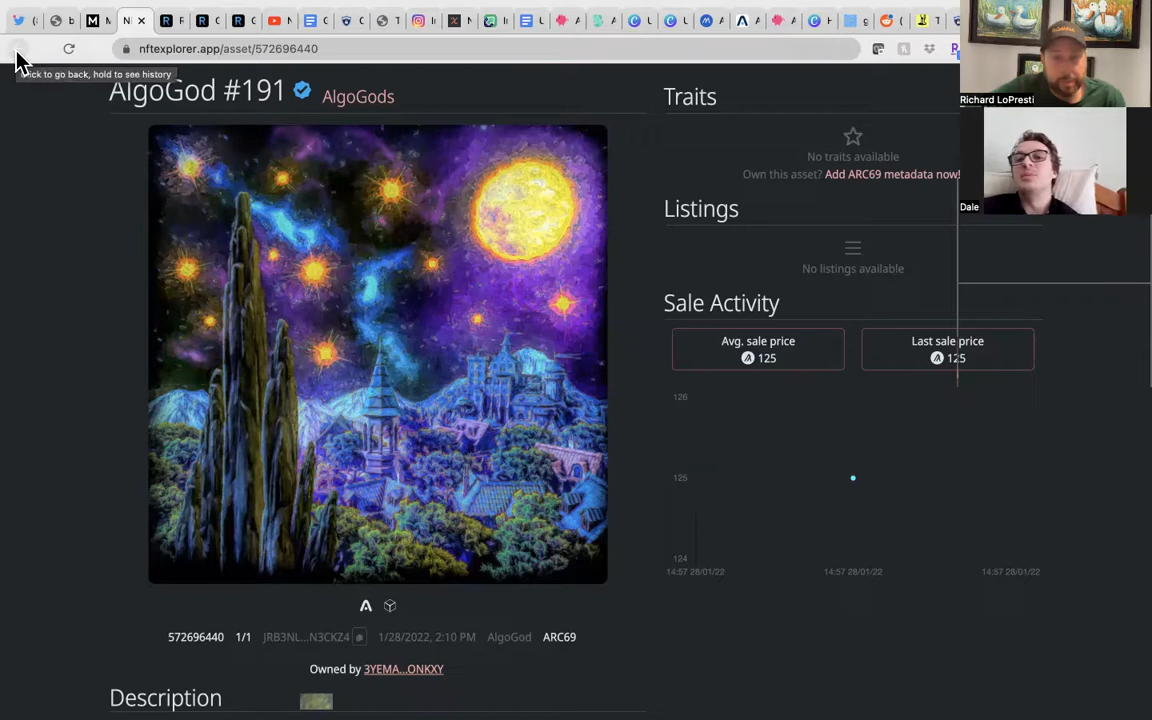 nftexplorer.app/asset/572696440
Click to go back, hold to see history
AlgoGod #191
AlgoGods
Traits
No traits available
Own this asset? Add ARC69 metadata now!
Listings
No listings available
Sale Activity
Avg. sale price
125
Last sale price
125
126
125
124
14:57 28/01/22
14:57 28/01/22
14:57 28/01/22
572696440
1/1
JRB3NL...N3CKZ4
1/28/2022, 2:10 PM
AlgoGod
ARC69
Owned by 3YEMA...ONKXY
Description
Richard LoPresti
Dale